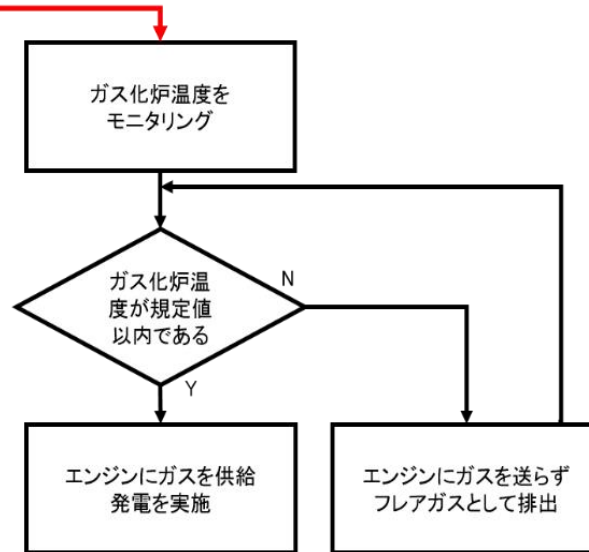 ガス化炉温度を
モニタリング
ガス化炉温
度が規定値
以内である
N
Y
エンジンにガスを供給
発電を実施
エンジンにガスを送らず
フレアガスとして排出